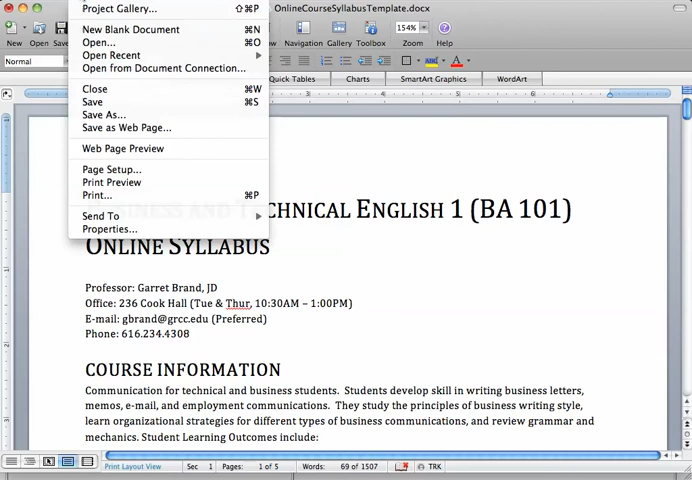 Project Gallery... ⇧⌘P
OnlineCourseSyllabusTemplate.docx
New Blank Document ⌘N
Open... ⌘O
Open Recent
Open from Document Connection...
Close ⌘W
Save ⌘S
Save As...
Save as Web Page...
Web Page Preview
Page Setup...
Print Preview
Print... ⌘P
Send To
Properties...
154%
New Open Navigation Gallery Toolbox Zoom Help
Normal
Quick Tables Charts SmartArt Graphics WordArt
BUSINESS AND TECHNICAL ENGLISH 1 (BA 101)
ONLINE SYLLABUS
Professor: Garret Brand, JD
Office: 236 Cook Hall (Tue & Thur, 10:30AM – 1:00PM)
E-mail: gbrand@grcc.edu (Preferred)
Phone: 616.234.4308
COURSE INFORMATION
Communication for technical and business students. Students develop skill in writing business letters,
memos, e-mail, and employment communications. They study the principles of business writing style,
learn organizational strategies for different types of business communications, and review grammar and
mechanics. Student Learning Outcomes include:
Print Layout View Sec 1 Pages: 1 of 5 Words: 69 of 1507 TRK